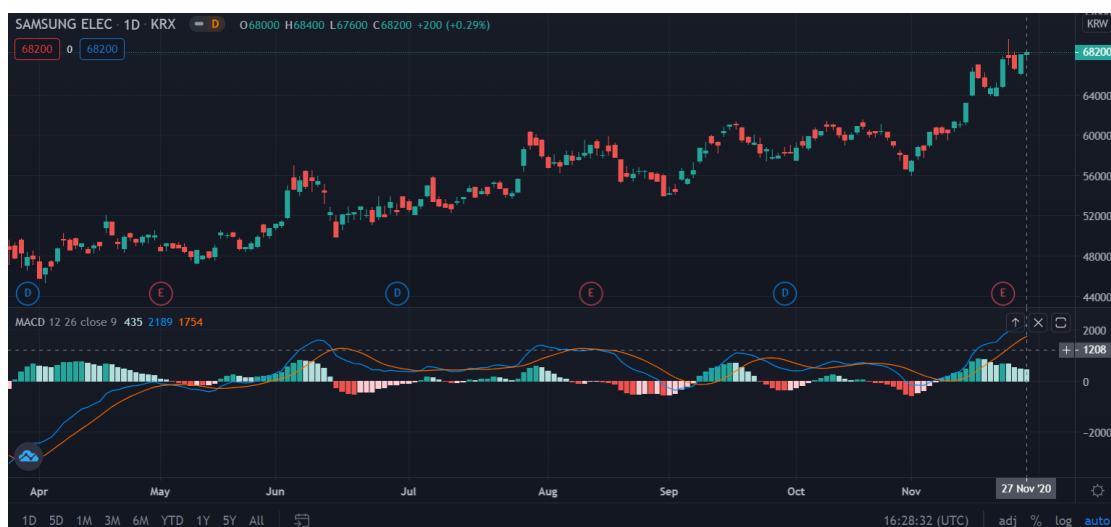 SAMSUNG ELEC · 1D · KRX D O68000 H68400 L67600 C68200 +200 (+0.29%)
KRW
68200 0 68200
68200
64000
60000
56000
52000
48000
44000
D E D E D E
MACD 12 26 close 9 435 2189 1754
2000
1208
0
−2000
Apr May Jun Jul Aug Sep Oct Nov 27 Nov '20
1D 5D 1M 3M 6M YTD 1Y 5Y All 16:28:32 (UTC) adj % log auto